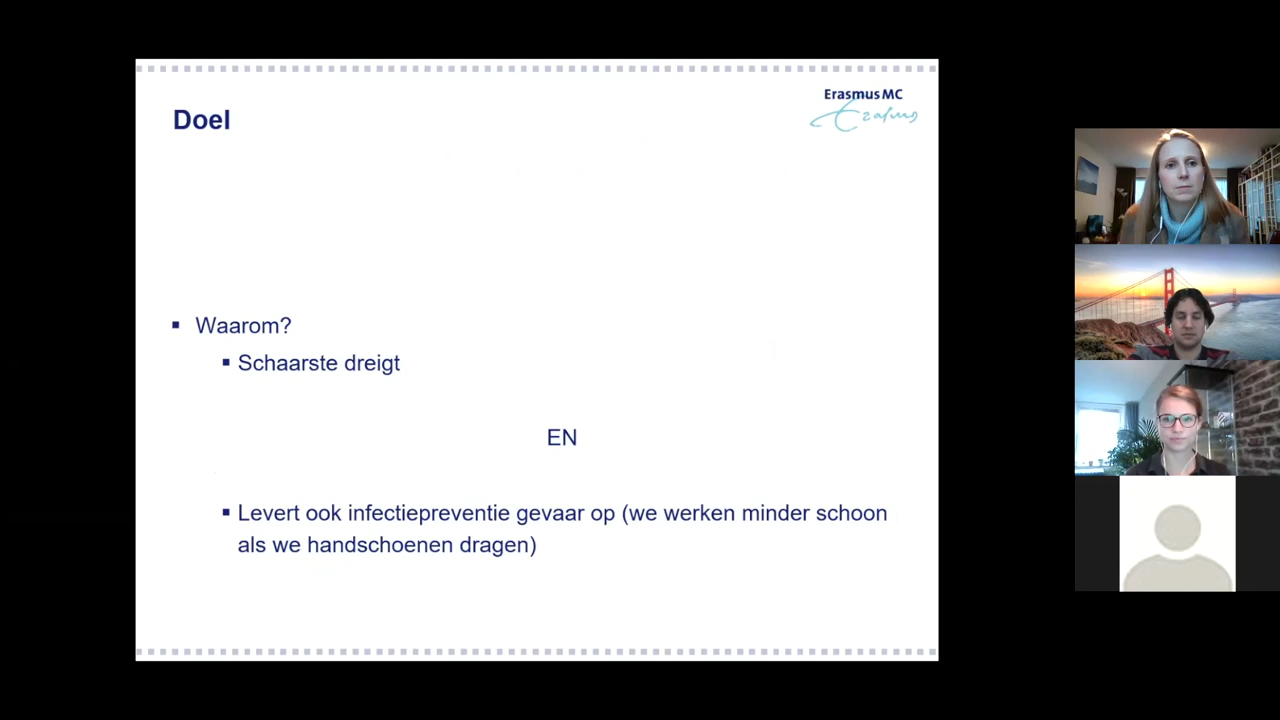 Doel
Erasmus MC
Erasmus
Waarom?
Schaarste dreigt
EN
Levert ook infectiepreventie gevaar op (we werken minder schoon
als we handschoenen dragen)